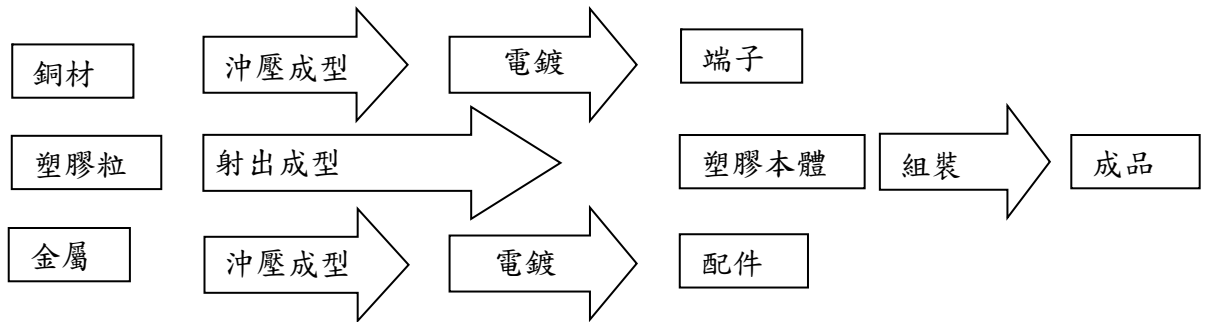 銅材 沖壓成型 電鍍 端子
塑膠粒 射出成型 塑膠本體 組裝 成品
金屬 沖壓成型 電鍍 配件